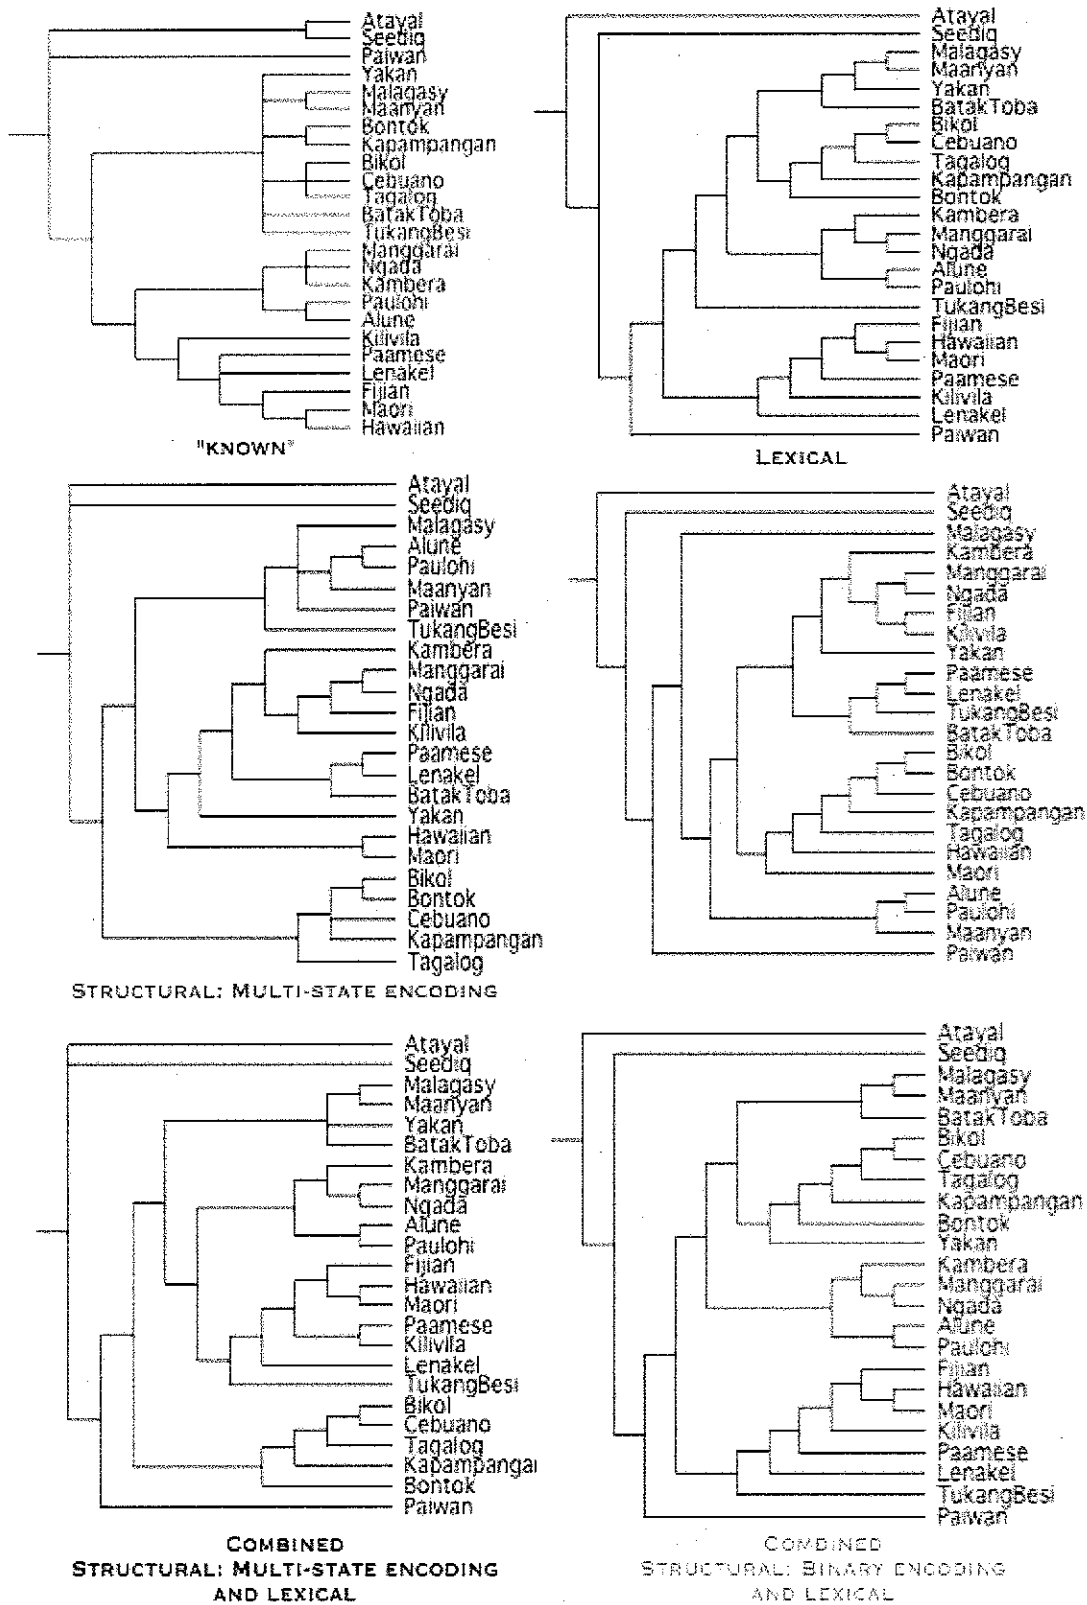 Atayal
Seediq
Paiwan
Yakan
Malagasy
Maanyan
Bontok
Kapampangan
Bikol
Cebuano
Tagalog
BatakToba
TukangBesi
Manggarai
Ngada
Kambera
Paulohi
Alune
Kilivila
Paamese
Lenakel
Fijian
Maori
Hawaiian
"KNOWN"
Atayal
Seediq
Malagasy
Maanyan
Yakan
BatakToba
Bikol
Cebuano
Tagalog
Kapampangan
Bontok
Kambera
Manggarai
Ngada
Alune
Paulohi
TukangBesi
Fijian
Hawaiian
Maori
Paamese
Kilivila
Lenakel
Paiwan
LEXICAL
Atayal
Seediq
Malagasy
Alune
Paulohi
Maanyan
Paiwan
TukangBesi
Kambera
Manggarai
Ngada
Fijian
Kilivila
Paamese
Lenakel
BatakToba
Yakan
Hawaiian
Maori
Bikol
Bontok
Cebuano
Kapampangan
Tagalog
STRUCTURAL: MULTI-STATE ENCODING
Atayal
Seediq
Malagasy
Kambera
Manggarai
Ngada
Fijian
Kilivila
Yakan
Paamese
Lenakel
TukangBesi
BatakToba
Bikol
Bontok
Cebuano
Kapampangan
Tagalog
Hawaiian
Maori
Alune
Paulohi
Maanyan
Paiwan
Atayal
Seediq
Malagasy
Maanyan
Yakan
BatakToba
Kambera
Manggarai
Ngada
Alune
Paulohi
Fijian
Hawaiian
Maori
Paamese
Kilivila
Lenakel
TukangBesi
Bikol
Cebuano
Tagalog
Kapampangai
Bontok
Paiwan
COMBINED
STRUCTURAL: MULTI-STATE ENCODING
AND LEXICAL
Atayal
Seediq
Malagasy
Maanyan
BatakToba
Bikol
Cebuano
Tagalog
Kapampangan
Bontok
Yakan
Kambera
Manggarai
Ngada
Alune
Paulohi
Fijian
Hawaiian
Maori
Kilivila
Paamese
Lenakel
TukangBesi
Paiwan
COMBINED
STRUCTURAL: BINARY ENCODING
AND LEXICAL